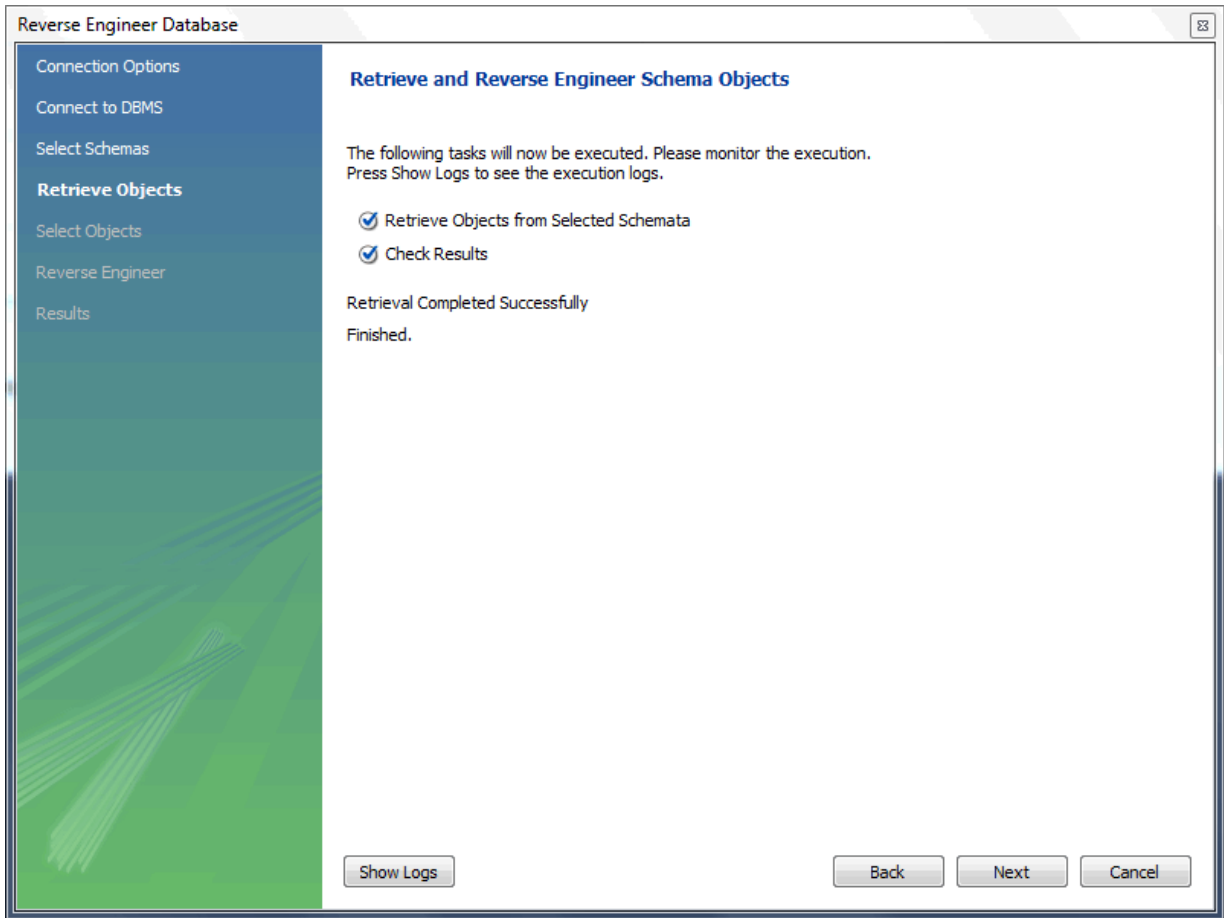 Reverse Engineer Database
Connection Options
Connect to DBMS
Select Schemas
Retrieve Objects
Select Objects
Reverse Engineer
Results
Retrieve and Reverse Engineer Schema Objects
The following tasks will now be executed. Please monitor the execution.
Press Show Logs to see the execution logs.
Retrieve Objects from Selected Schemata
Check Results
Retrieval Completed Successfully
Finished.
Show Logs
Back
Next
Cancel